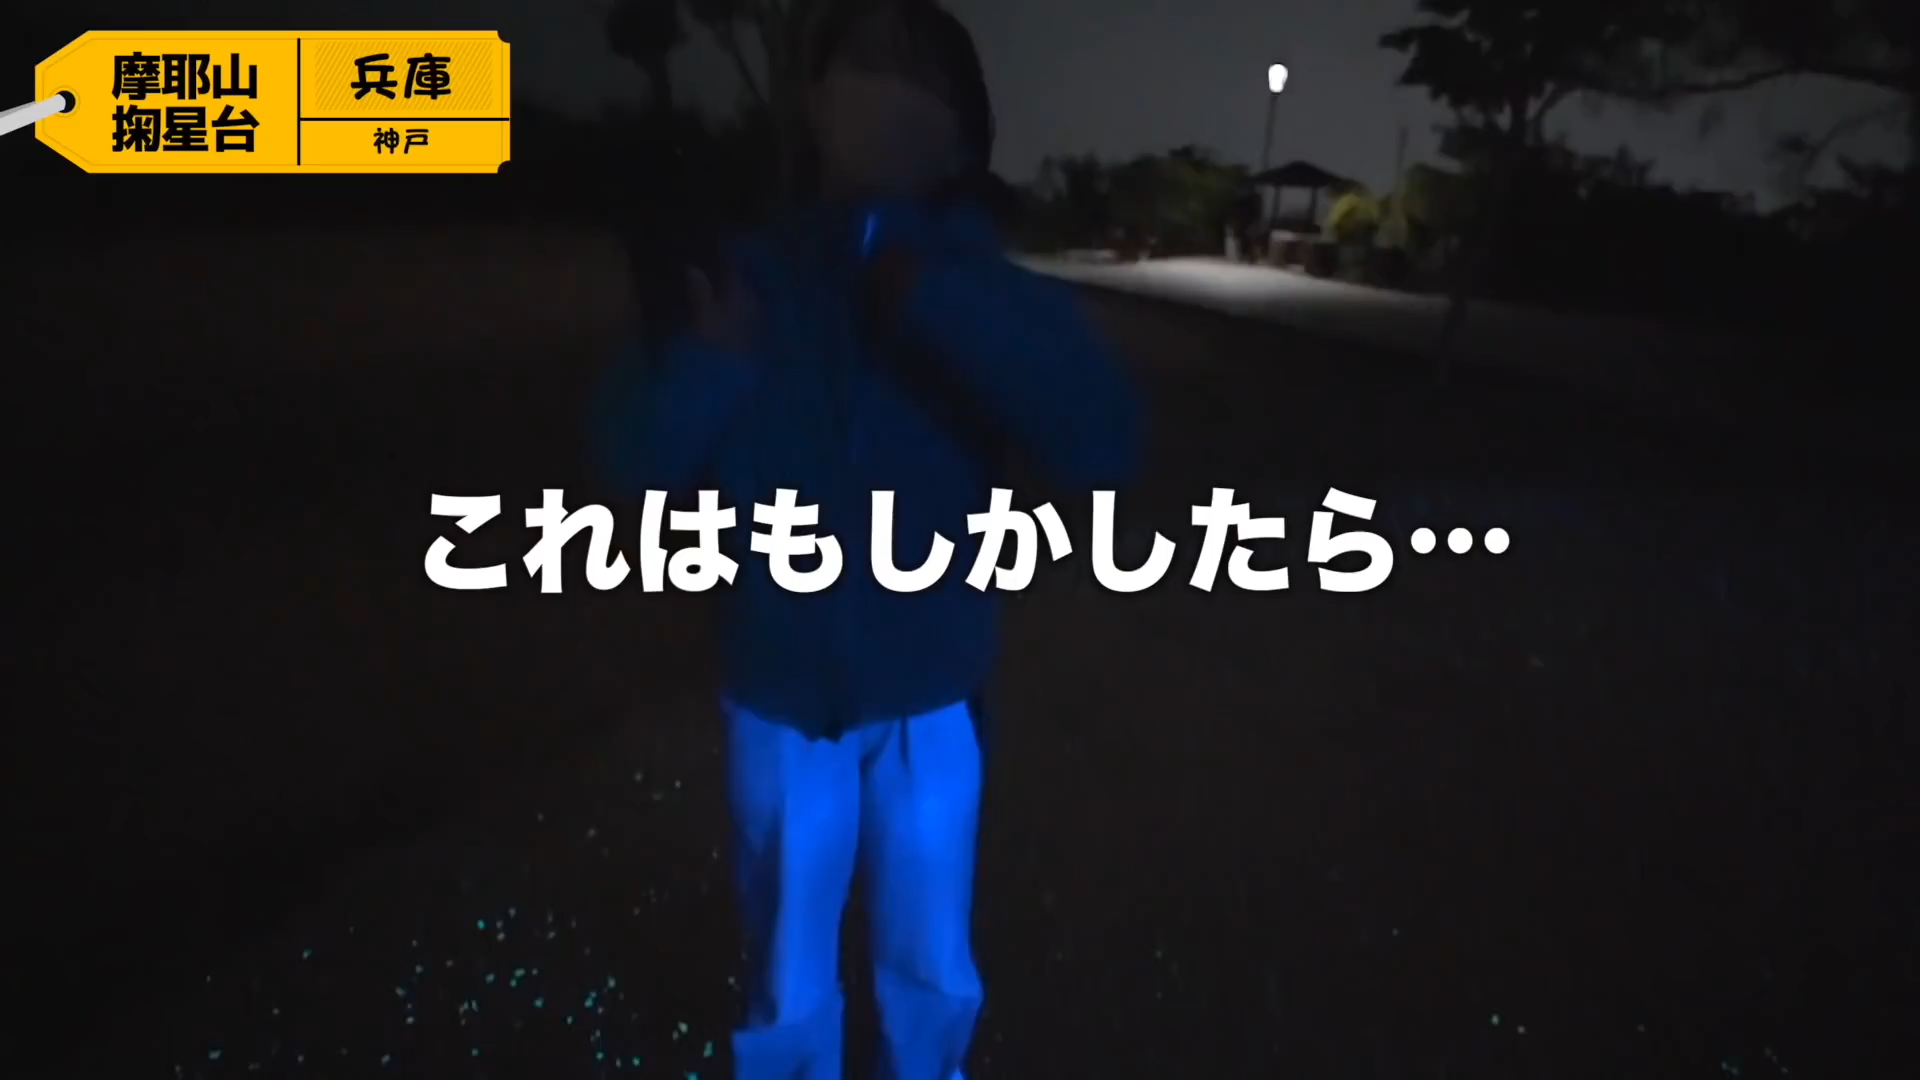 摩耶山
掬星台
兵庫
神戸
これはもしかしたら…